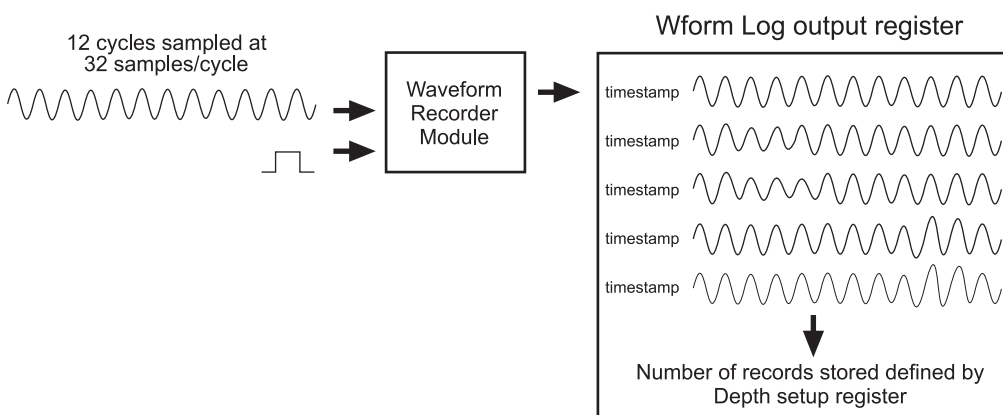 12 cycles sampled at
32 samples/cycle
Waveform
Recorder
Module
Wform Log output register
timestamp
timestamp
timestamp
timestamp
timestamp
Number of records stored defined by
Depth setup register